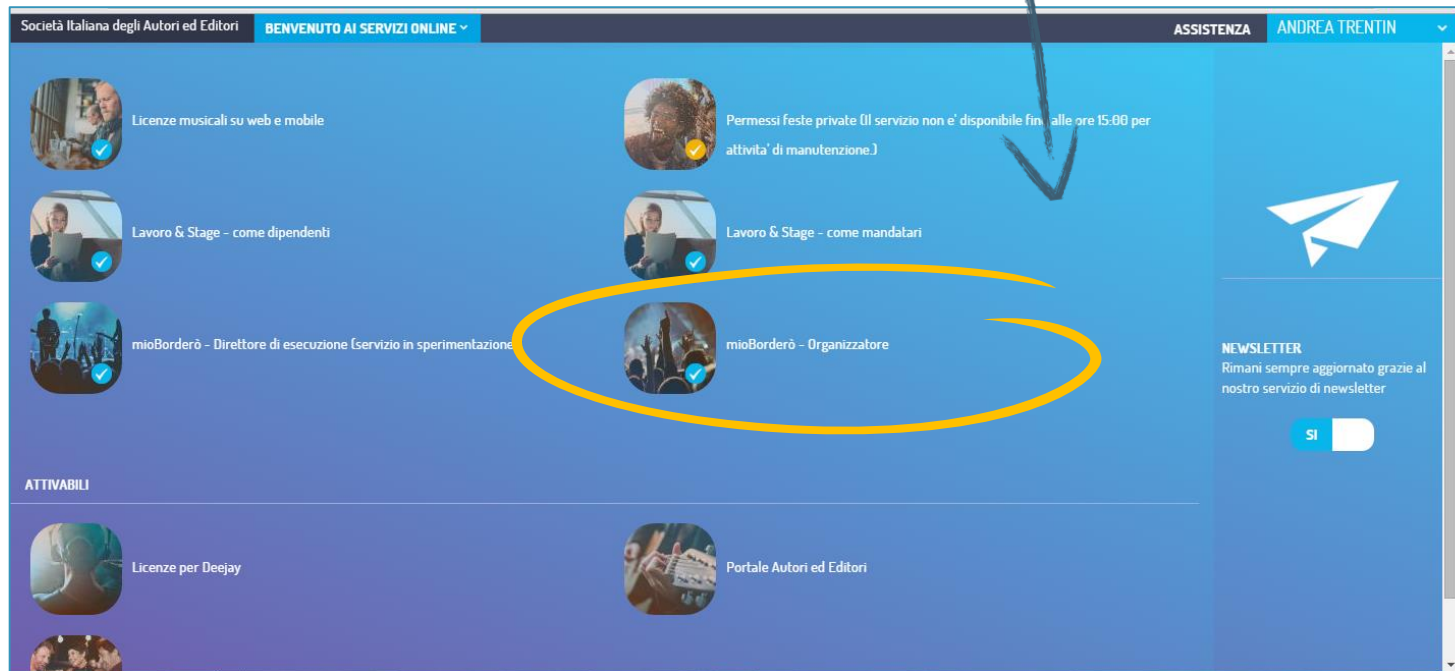 Società Italiana degli Autori ed Editori
BENVENUTO AI SERVIZI ONLINE
ASSISTENZA
ANDREA TRENTIN
Licenze musicali su web e mobile
Permessi feste private (Il servizio non e' disponibile fino alle ore 15:00 per
attivita' di manutenzione.)
Lavoro & Stage - come dipendenti
Lavoro & Stage - come mandatari
mioBorderò - Direttore di esecuzione (servizio in sperimentazione
mioBorderò - Organizzatore
NEWSLETTER
Rimani sempre aggiornato grazie al
nostro servizio di newsletter
SI
ATTIVABILI
Licenze per Deejay
Portale Autori ed Editori